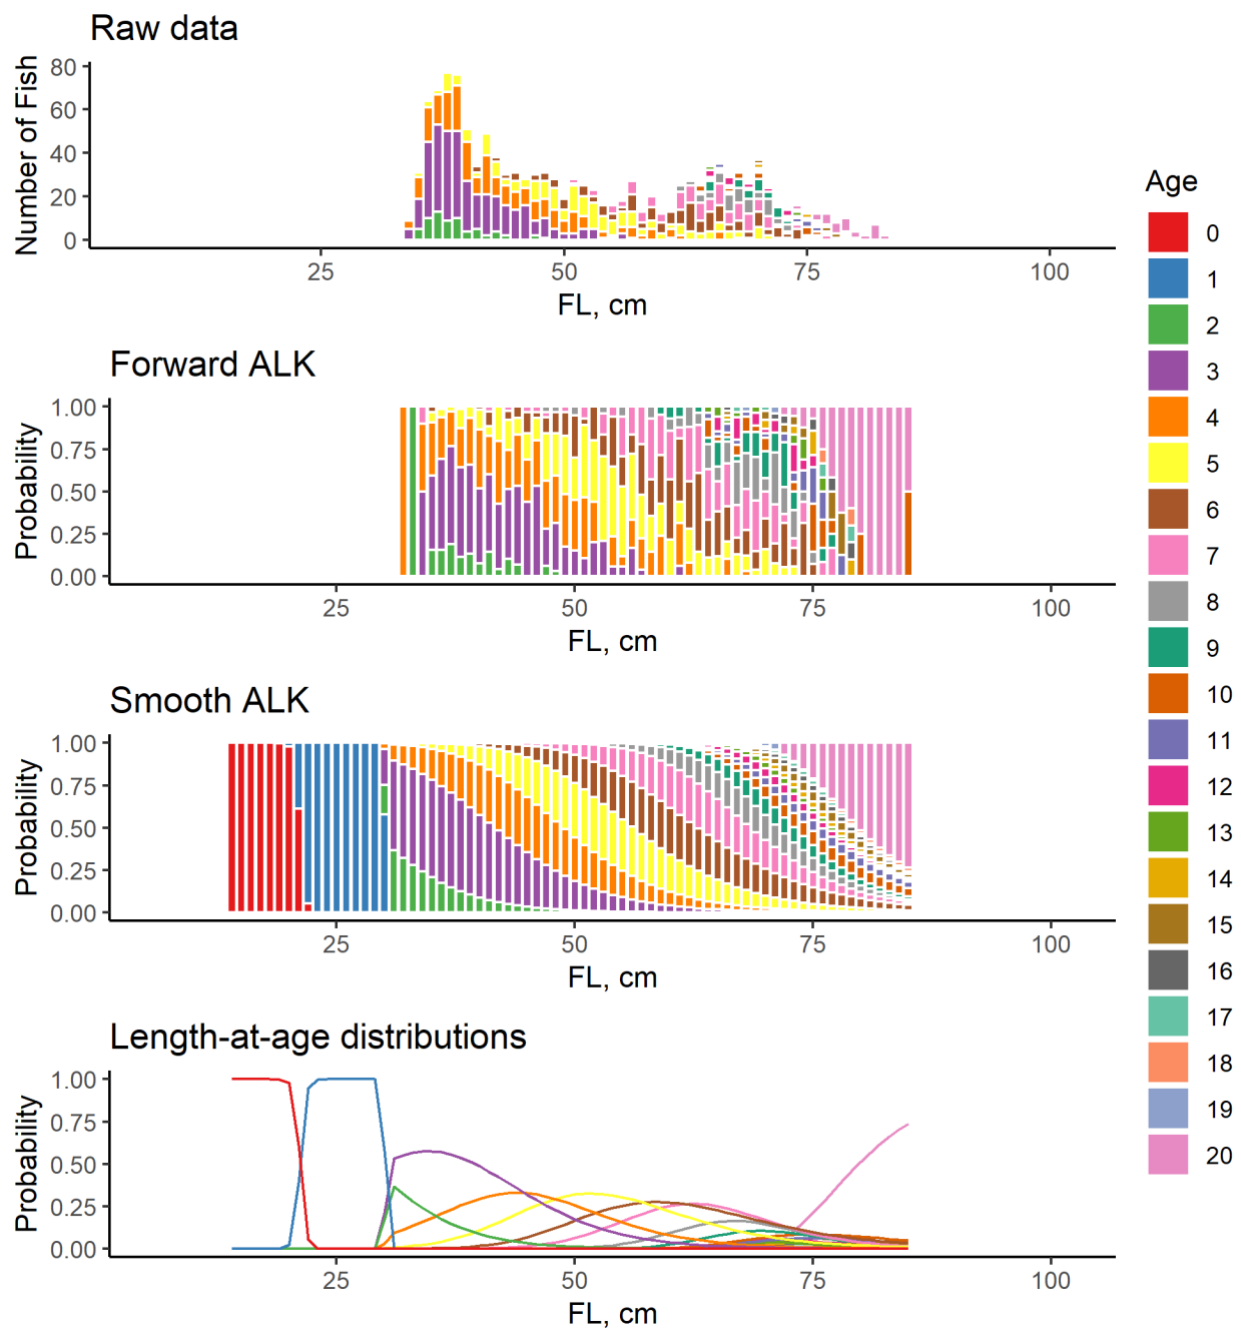 Raw data
Number of Fish
80
60
40
20
0
25 50 75 100
FL, cm
Forward ALK
Probability
1.00
0.75
0.50
0.25
0.00
25 50 75 100
FL, cm
Smooth ALK
Probability
1.00
0.75
0.50
0.25
0.00
25 50 75 100
FL, cm
Length-at-age distributions
Probability
1.00
0.75
0.50
0.25
0.00
25 50 75 100
FL, cm
Age
0
1
2
3
4
5
6
7
8
9
10
11
12
13
14
15
16
17
18
19
20